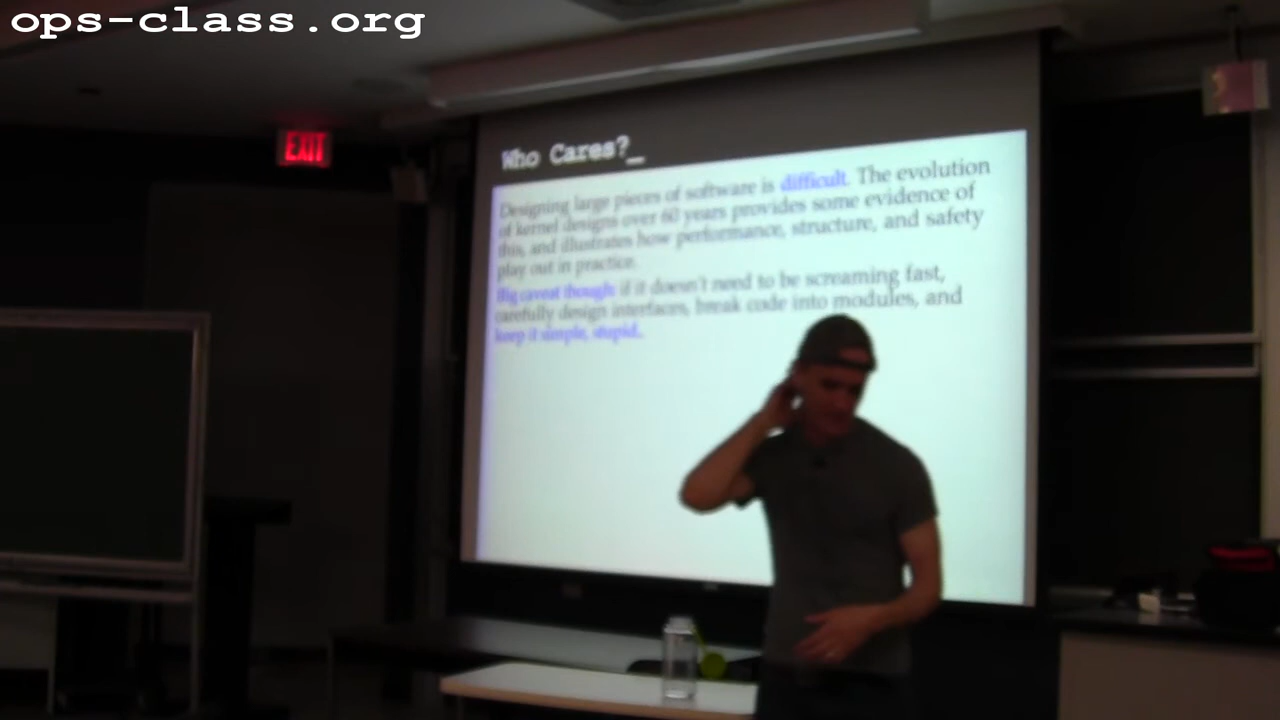 ops-class.org
EXIT
Who Cares?_
Designing large pieces of software is difficult. The evolution
of kernel designs over 60 years provides some evidence of
this, and illustrates how performance, structure, and safety
play out in practice.
Big caveat though: if it doesn't need to be screaming fast,
carefully design interfaces, break code into modules, and
keep it simple, stupid.